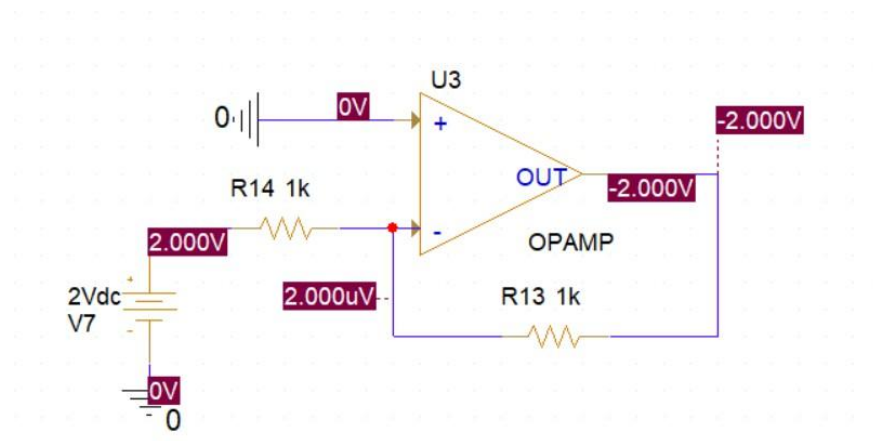 U3
0
0V
+
-2.000V
OUT
-2.000V
R14 1k
-
2.000V
OPAMP
+
2Vdc
2.000uV
R13 1k
V7
-
0V
0